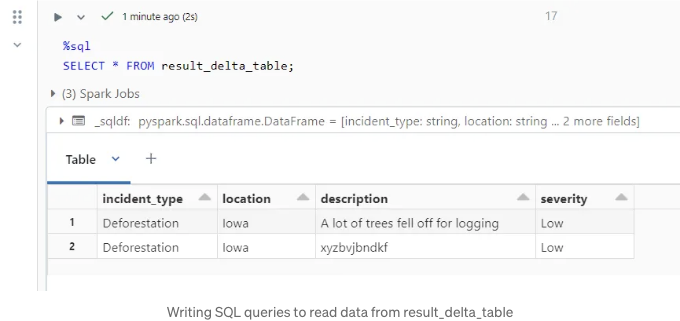 1 minute ago (2s)
17
%sql
SELECT * FROM result_delta_table;
(3) Spark Jobs
_sqldf: pyspark.sql.dataframe.DataFrame = [incident_type: string, location: string ... 2 more fields]
Table
incident_type location description severity
1 Deforestation Iowa A lot of trees fell off for logging Low
2 Deforestation Iowa xyzbvjbndkf Low
Writing SQL queries to read data from result_delta_table